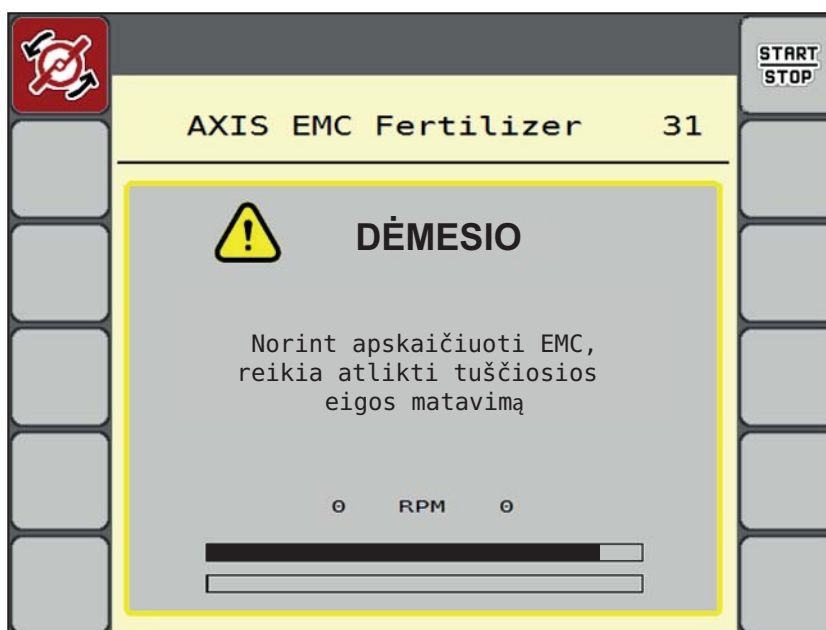 START
STOP
AXIS EMC Fertilizer 31
DĖMESIO
Norint apskaičiuoti EMC,
reikia atlikti tuščiosios
eigos matavimą
0 RPM 0